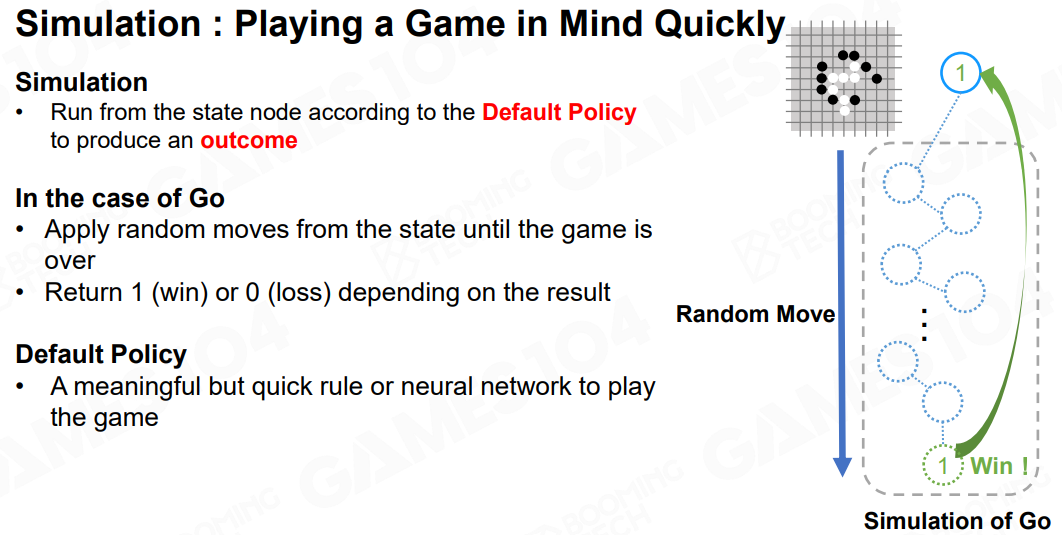 Simulation : Playing a Game in Mind Quickly
Simulation
• Run from the state node according to the Default Policy
to produce an outcome
In the case of Go
• Apply random moves from the state until the game is
over
• Return 1 (win) or 0 (loss) depending on the result
Default Policy
• A meaningful but quick rule or neural network to play
the game
1
Random Move
1 Win !
Simulation of Go
GAMES104
BOOMING
TECH